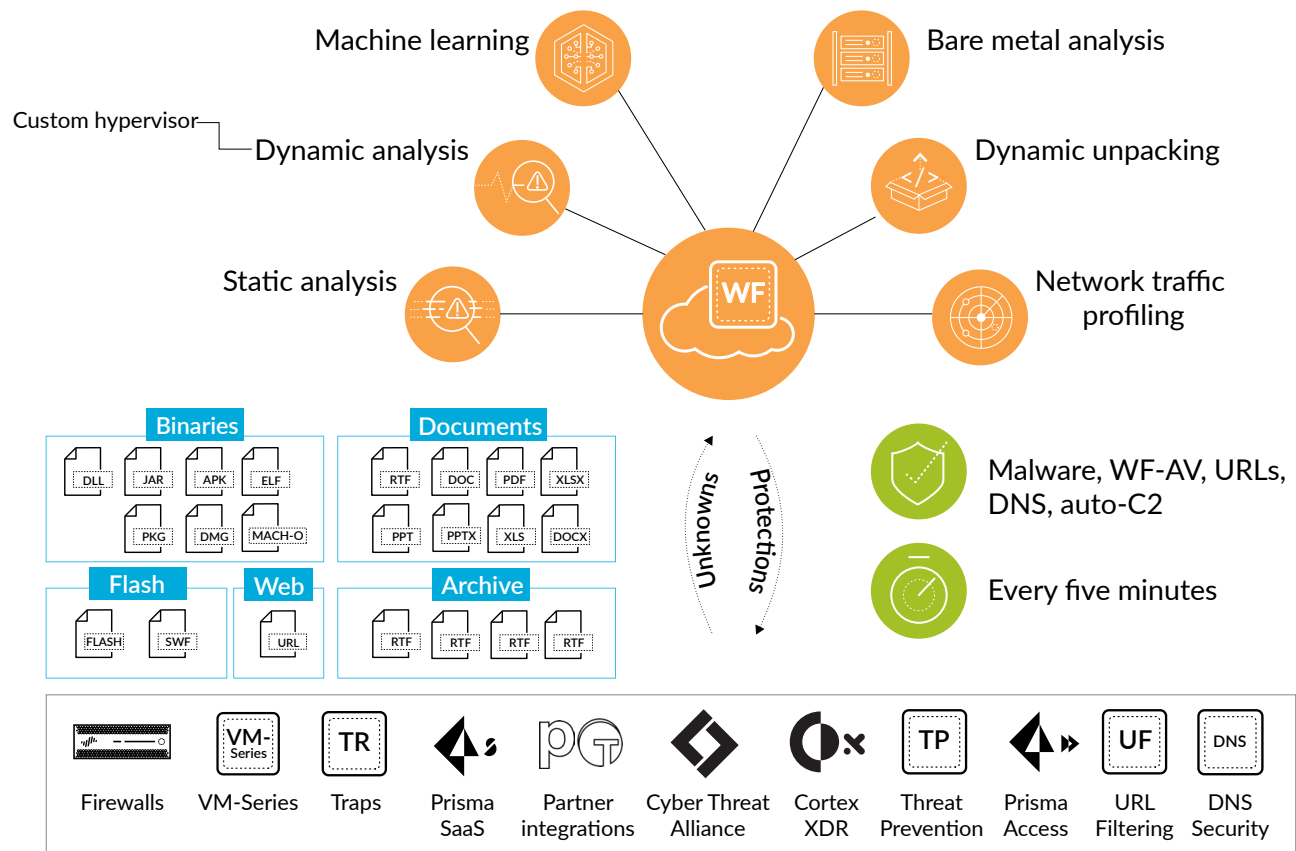 Machine learning
Bare metal analysis
Custom hypervisor
Dynamic analysis
Dynamic unpacking
Static analysis
WF
Network traffic
profiling
Binaries
DLL
JAR
APK
ELF
PKG
DMG
MACH-O
Documents
RTF
DOC
PDF
XLSX
PPT
PPTX
XLS
DOCX
Flash
FLASH
SWF
Web
URL
Archive
RTF
RTF
RTF
RTF
Unknowns
Protections
Malware, WF-AV, URLs,
DNS, auto-C2
Every five minutes
Firewalls
VM-
Series
VM-Series
TR
Traps
S
Prisma
SaaS
Partner
integrations
Cyber Threat
Alliance
Cortex
XDR
TP
Threat
Prevention
Prisma
Access
UF
URL
Filtering
DNS
DNS
Security